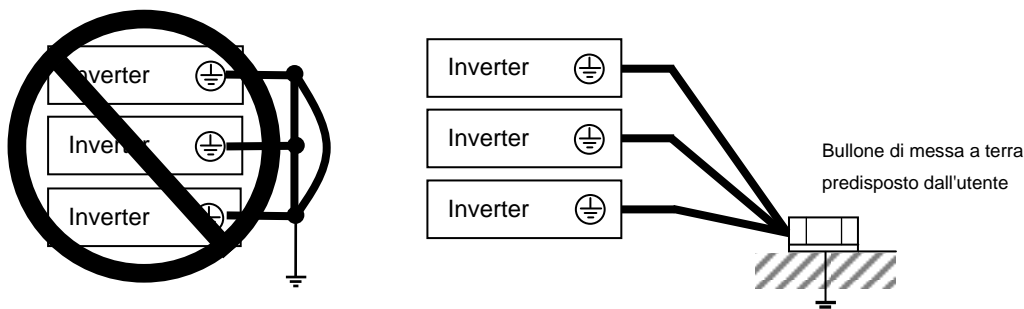 Inverter
Inverter
Inverter
Inverter
Inverter
Inverter
Bullone di messa a terra
predisposto dall'utente